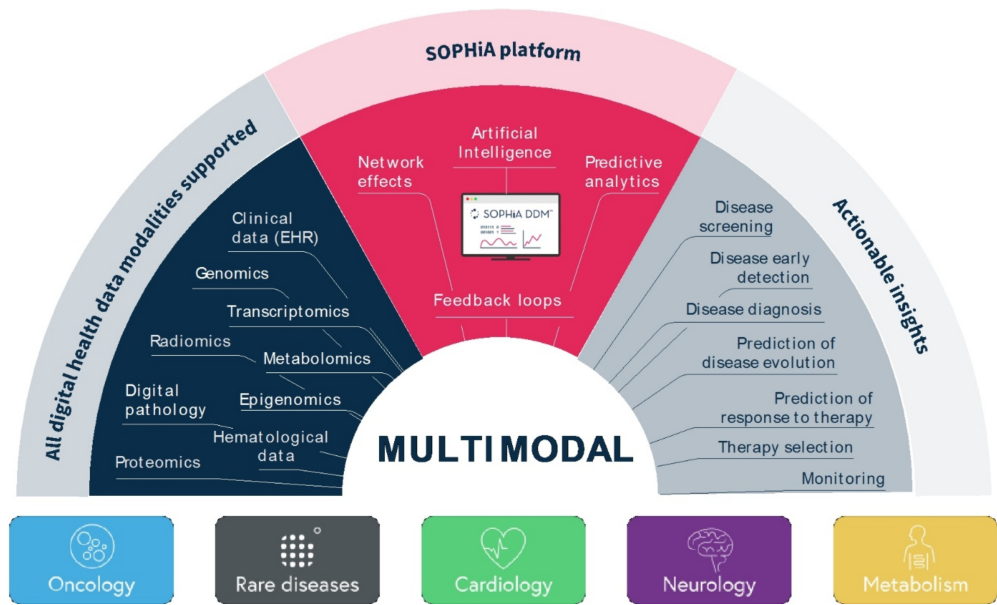 SOPHiA platform
All digital health data modalities supported
Actionable insights
Network
effects
Artificial
Intelligence
Predictive
analytics
SOPHiA DDM™
Feedback loops
Clinical
data (EHR)
Genomics
Transcriptomics
Radiomics
Metabolomics
Digital
pathology
Epigenomics
Hematological
data
Proteomics
Disease
screening
Disease early
detection
Disease diagnosis
Prediction of
disease evolution
Prediction of
response to therapy
Therapy selection
Monitoring
MULTIMODAL
Oncology
Rare diseases
Cardiology
Neurology
Metabolism